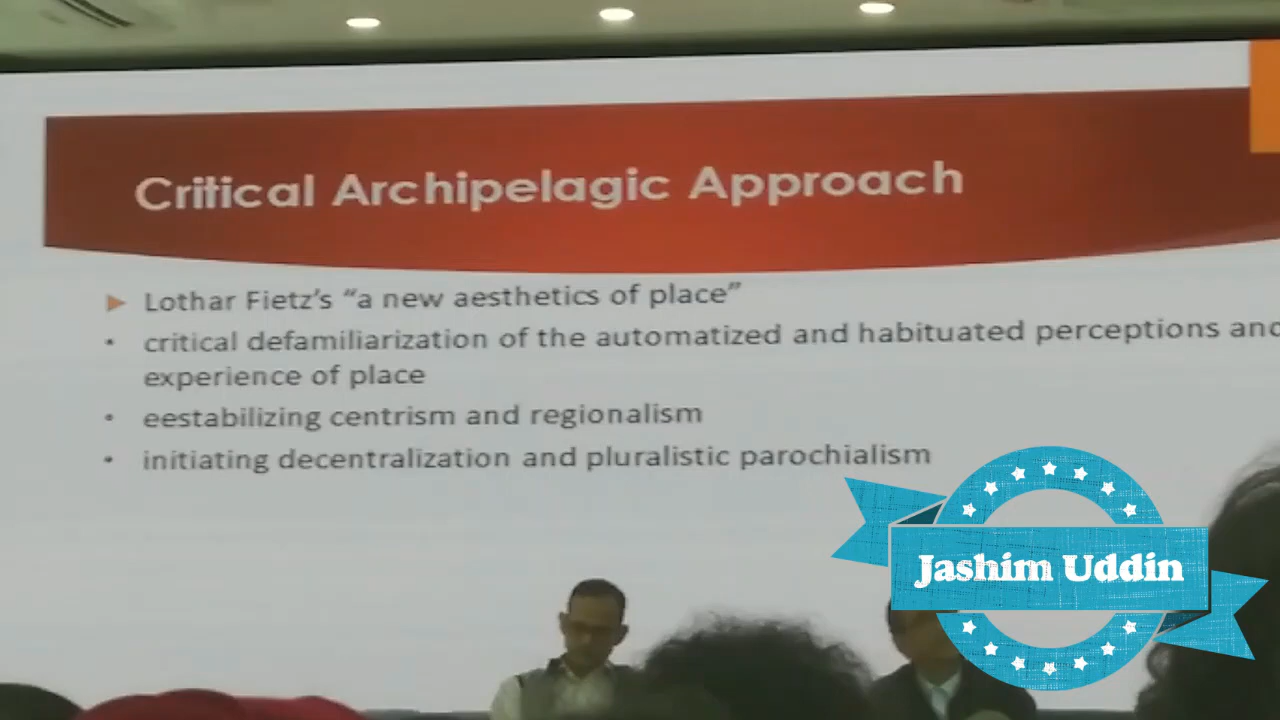 Critical Archipelagic Approach
Lothar Fietz's “a new aesthetics of place”
critical defamiliarization of the automatized and habituated perceptions and
experience of place
eestabilizing centrism and regionalism
initiating decentralization and pluralistic parochialism
Jashim Uddin